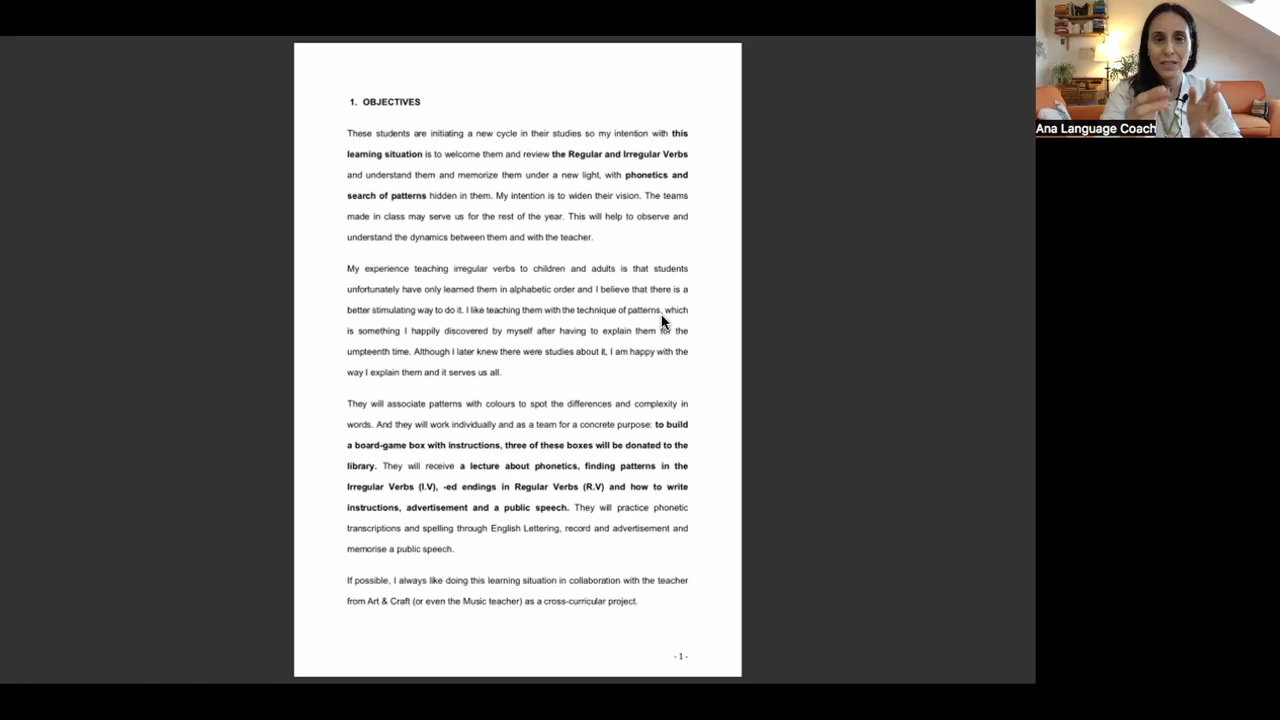 1. OBJECTIVES
These students are initiating a new cycle in their studies so my intention with this
learning situation is to welcome them and review the Regular and Irregular Verbs
and understand them and memorize them under a new light, with phonetics and
search of patterns hidden in them. My intention is to widen their vision. The teams
made in class may serve us for the rest of the year. This will help to observe and
understand the dynamics between them and with the teacher.
My experience teaching irregular verbs to children and adults is that students
unfortunately have only learned them in alphabetic order and I believe that there is a
better stimulating way to do it. I like teaching them with the technique of patterns, which
is something I happily discovered by myself after having to explain them for the
umpteenth time. Although I later knew there were studies about it, I am happy with the
way I explain them and it serves us all.
They will associate patterns with colours to spot the differences and complexity in
words. And they will work individually and as a team for a concrete purpose: to build
a board-game box with instructions, three of these boxes will be donated to the
library. They will receive a lecture about phonetics, finding patterns in the
Irregular Verbs (I.V), -ed endings in Regular Verbs (R.V) and how to write
instructions, advertisement and a public speech. They will practice phonetic
transcriptions and spelling through English Lettering, record and advertisement and
memorise a public speech.
If possible, I always like doing this learning situation in collaboration with the teacher
from Art & Craft (or even the Music teacher) as a cross-curricular project.
- 1 -
Ana Language Coach